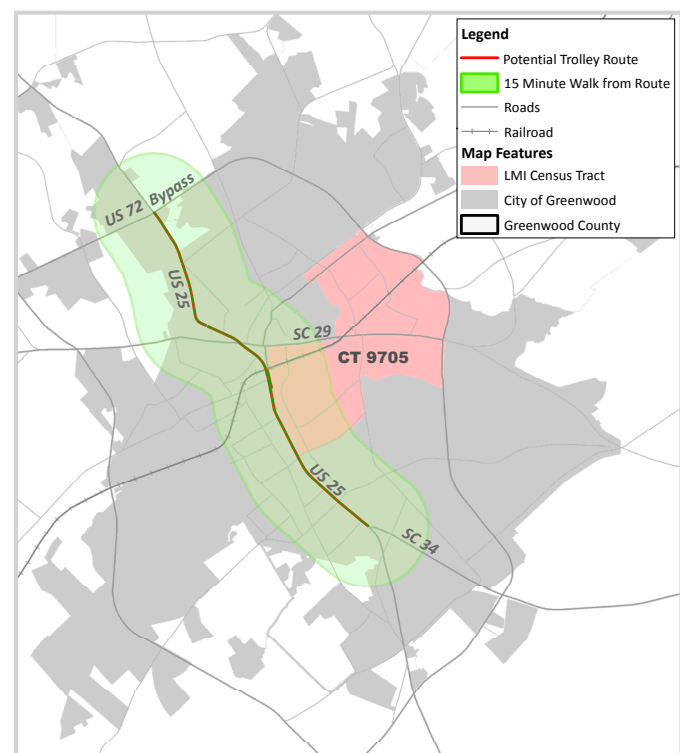 Legend
Potential Trolley Route
15 Minute Walk from Route
Roads
Railroad
Map Features
LMI Census Tract
City of Greenwood
Greenwood County
US 72 Bypass
US 25
SC 29
CT 9705
US 25
SC 34